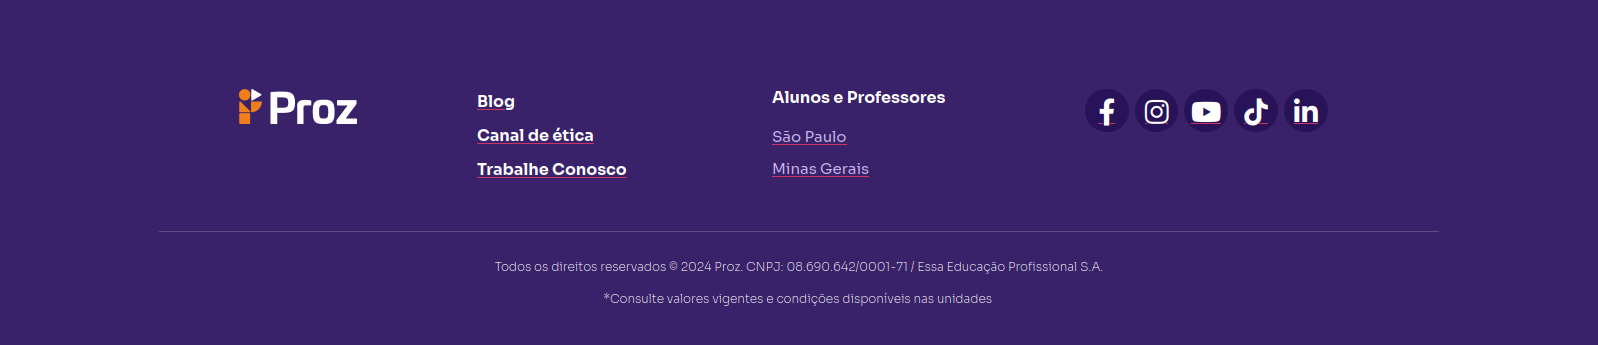 Proz
Blog
Canal de ética
Trabalhe Conosco
Alunos e Professores
São Paulo
Minas Gerais
Todos os direitos reservados © 2024 Proz. CNPJ: 08.690.642/0001-71 / Essa Educação Profissional S.A.
*Consulte valores vigentes e condições disponíveis nas unidades